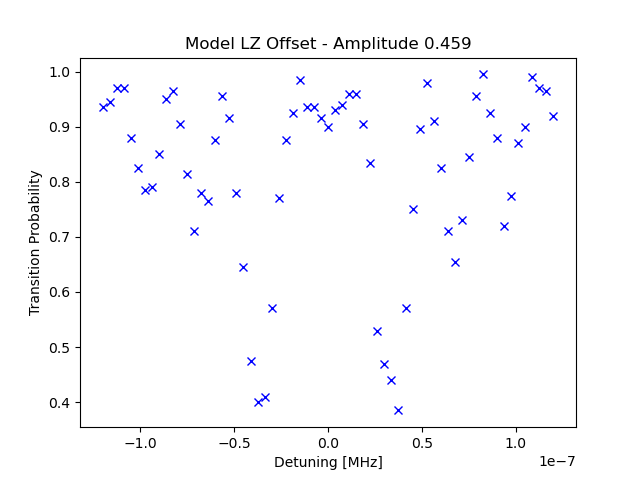 Model LZ Offset - Amplitude 0.459
1.0
0.9
0.8
0.7
0.6
0.5
0.4
Transition Probability
−1.0 −0.5 0.0 0.5 1.0
1e−7
Detuning [MHz]